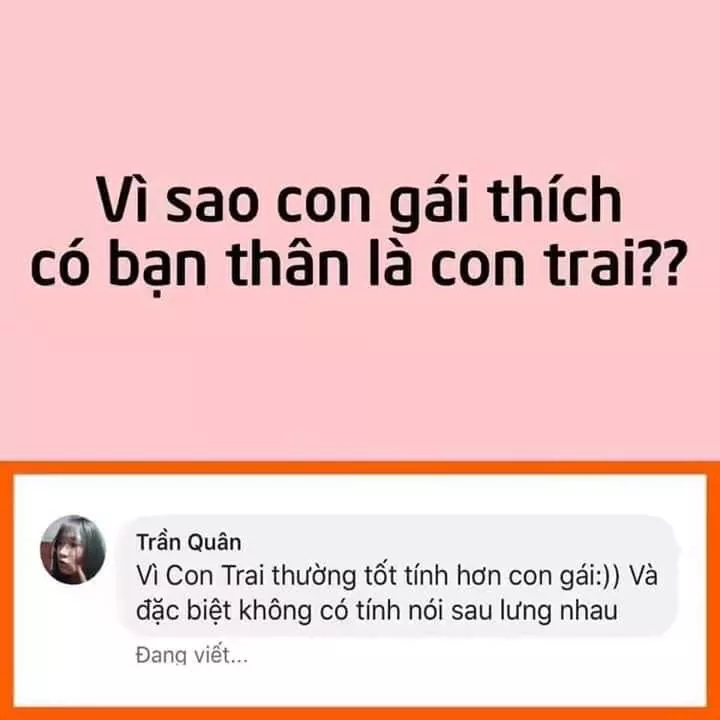 Vì sao con gái thích
có bạn thân là con trai??
Trần Quân
Vì Con Trai thường tốt tính hơn con gái:)) Và
đặc biệt không có tính nói sau lưng nhau
Đang viết...